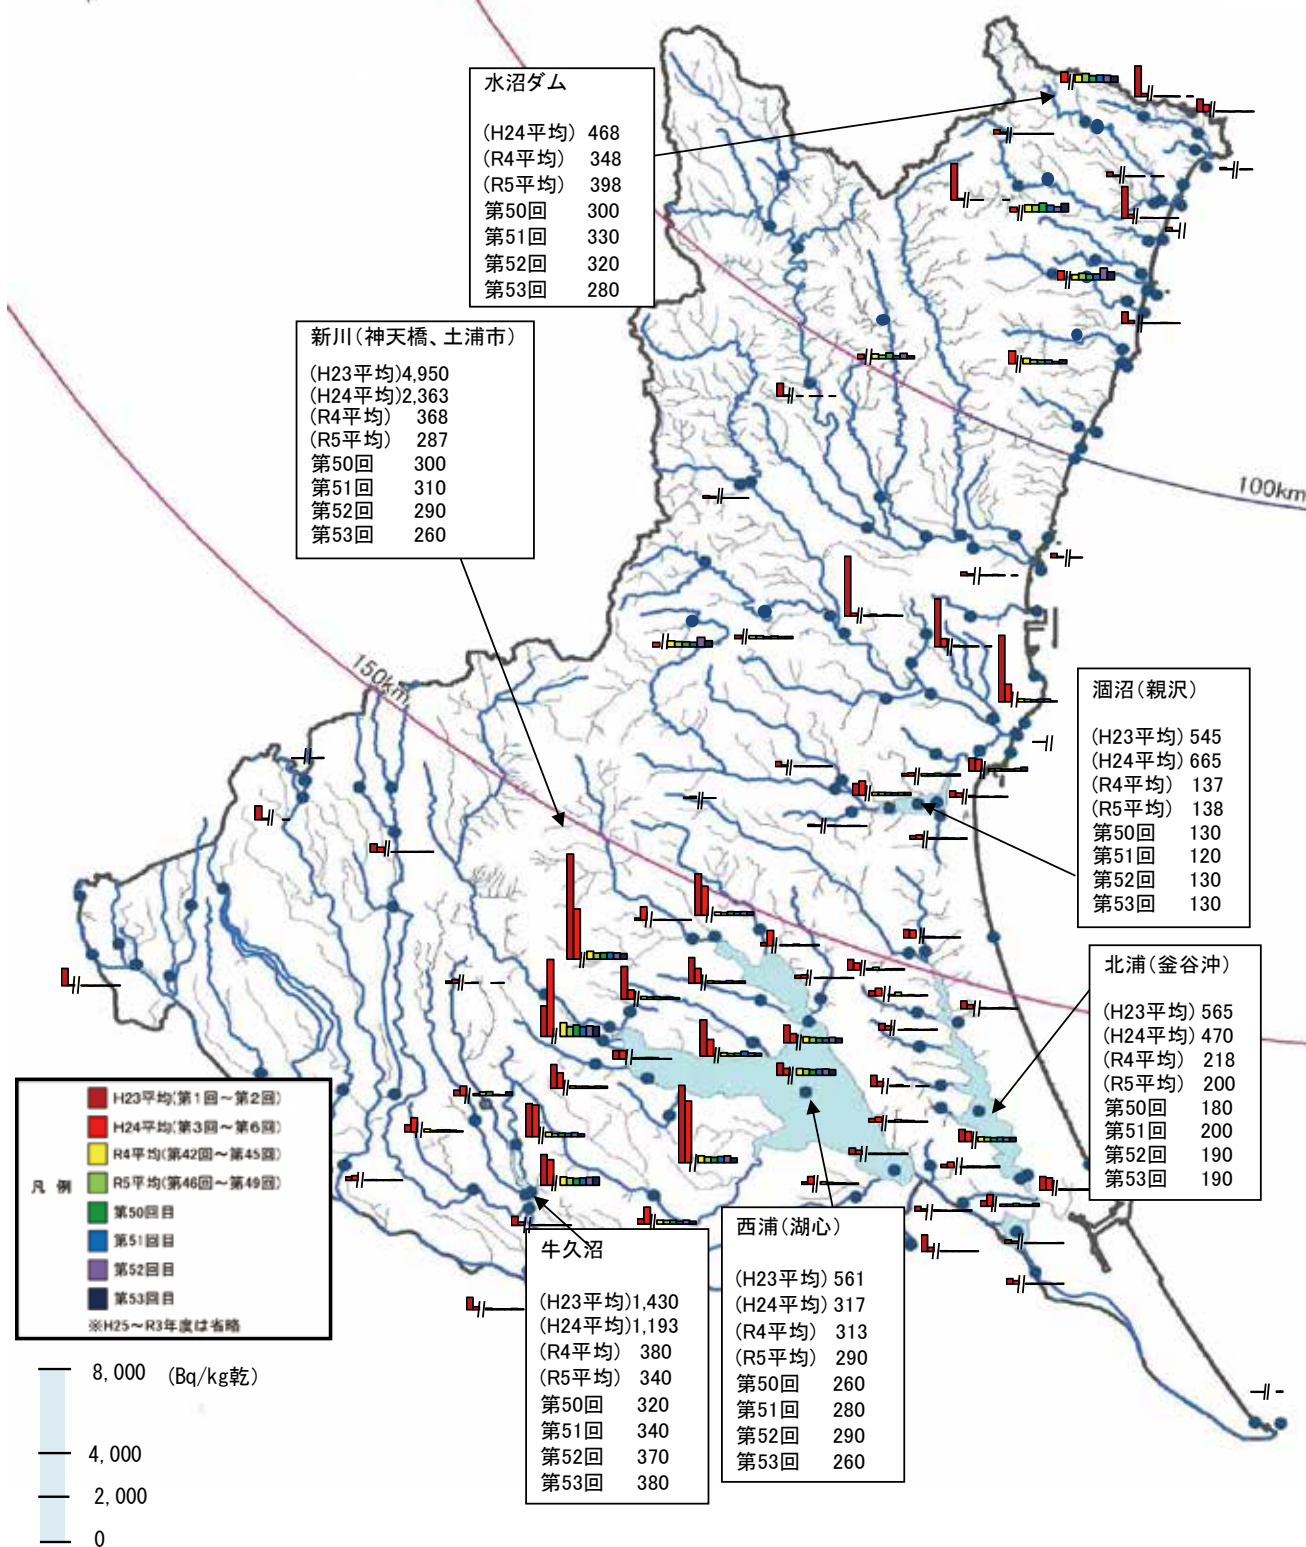 水沼ダム
(H24平均) 468
(R4平均) 348
(R5平均) 398
第50回 300
第51回 330
第52回 320
第53回 280
新川(神天橋、土浦市)
(H23平均)4,950
(H24平均)2,363
(R4平均) 368
(R5平均) 287
第50回 300
第51回 310
第52回 290
第53回 260
100km
150km
涸沼(親沢)
(H23平均) 545
(H24平均) 665
(R4平均) 137
(R5平均) 138
第50回 130
第51回 120
第52回 130
第53回 130
北浦(釜谷沖)
(H23平均) 565
(H24平均) 470
(R4平均) 218
(R5平均) 200
第50回 180
第51回 200
第52回 190
第53回 190
凡例
H23平均(第1回～第2回)
H24平均(第3回～第6回)
R4平均(第42回～第45回)
R5平均(第46回～第49回)
第50回目
第51回目
第52回目
第53回目
※H25～R3年度は省略
牛久沼
(H23平均)1,430
(H24平均)1,193
(R4平均) 380
(R5平均) 340
第50回 320
第51回 340
第52回 370
第53回 380
西浦(湖心)
(H23平均) 561
(H24平均) 317
(R4平均) 313
(R5平均) 290
第50回 260
第51回 280
第52回 290
第53回 260
8,000 (Bq/kg乾)
4,000
2,000
0